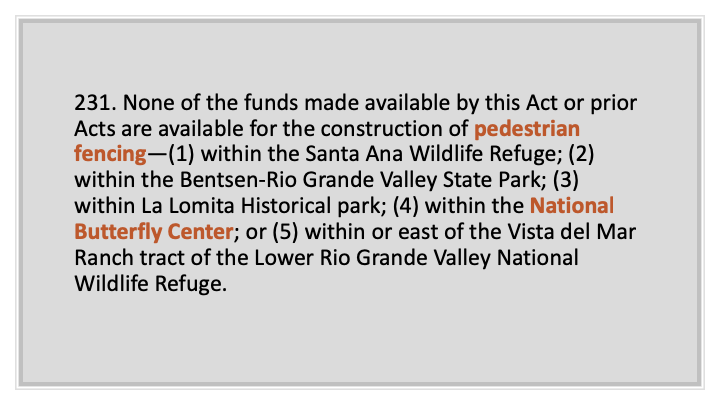 231. None of the funds made available by this Act or prior
Acts are available for the construction of pedestrian
fencing—(1) within the Santa Ana Wildlife Refuge; (2)
within the Bentsen-Rio Grande Valley State Park; (3)
within La Lomita Historical park; (4) within the National
Butterfly Center; or (5) within or east of the Vista del Mar
Ranch tract of the Lower Rio Grande Valley National
Wildlife Refuge.